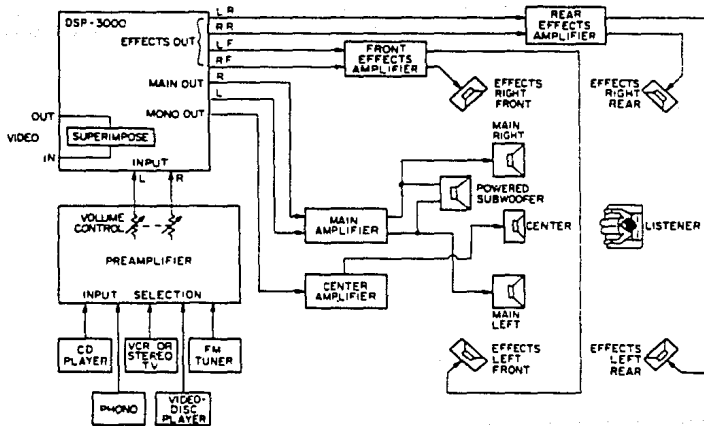 DSP-3000
EFFECTS OUT
L R
R R
L F
R F
MAIN OUT
R
L
MONO OUT
OUT
VIDEO
IN
SUPERIMPOSE
INPUT
L
R
FRONT
EFFECTS
AMPLIFIER
REAR
EFFECTS
AMPLIFIER
EFFECTS
RIGHT
FRONT
EFFECTS
RIGHT
REAR
MAIN
RIGHT
POWERED
SUBWOOFER
CENTER
LISTENER
MAIN
AMPLIFIER
CENTER
AMPLIFIER
MAIN
LEFT
EFFECTS
LEFT
FRONT
EFFECTS
LEFT
REAR
VOLUME
CONTROL
PREAMPLIFIER
INPUT SELECTION
CD
PLAYER
VCR OR
STEREO
TV
FM
TUNER
PHONO
VIDEO-
DISC
PLAYER